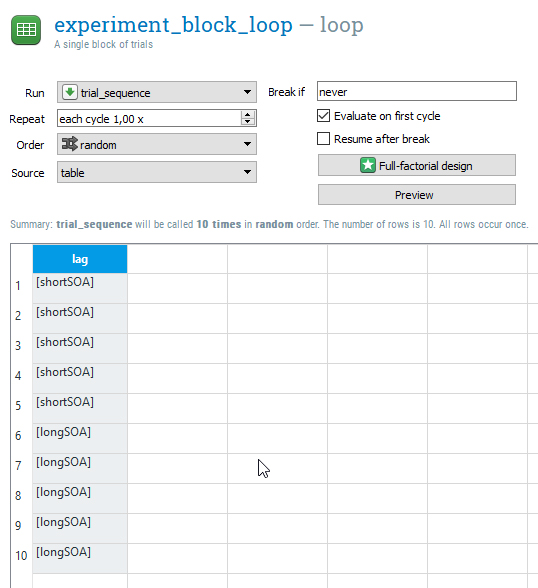 experiment_block_loop — loop
A single block of trials
Run trial_sequence Break if never
Repeat each cycle 1,00 x Evaluate on first cycle
Order random Resume after break
Source table Full-factorial design
Preview
Summary: trial_sequence will be called 10 times in random order. The number of rows is 10. All rows occur once.
lag
1 [shortSOA]
2 [shortSOA]
3 [shortSOA]
4 [shortSOA]
5 [shortSOA]
6 [longSOA]
7 [longSOA]
8 [longSOA]
9 [longSOA]
10 [longSOA]